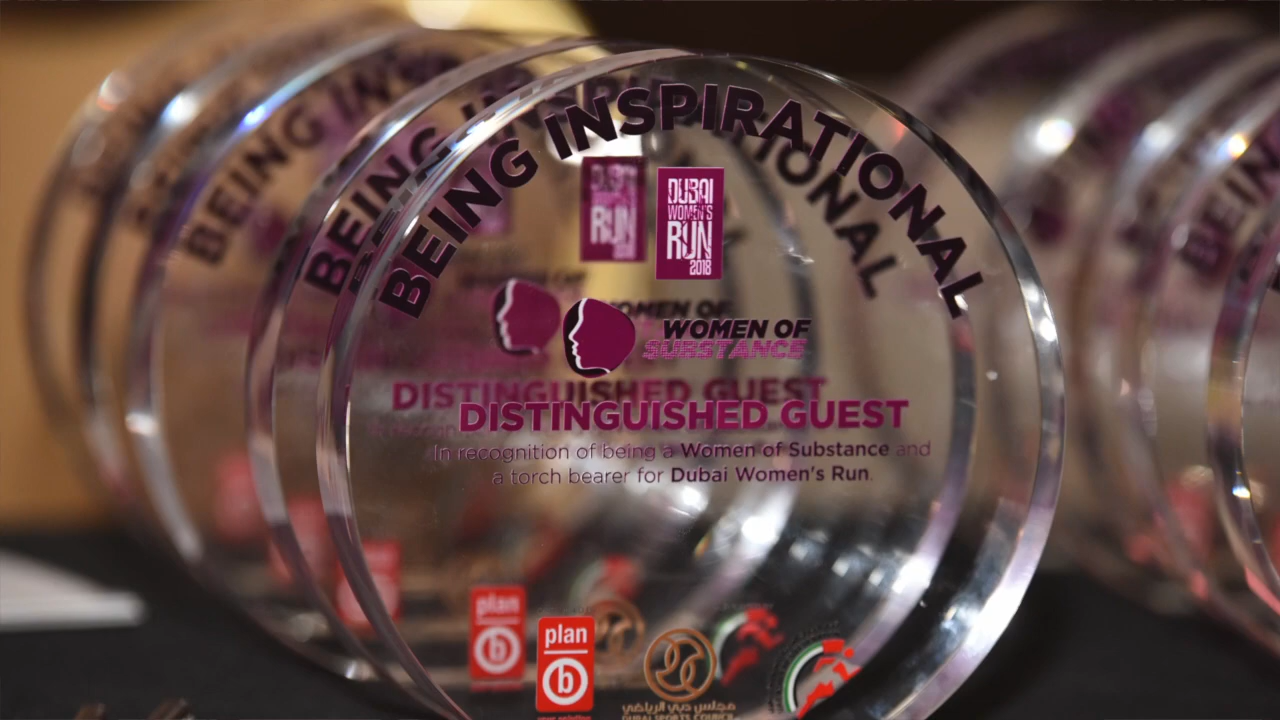 BEING INSPIRATIONAL
DUBAI
WOMEN'S
RUN
2018
WOMEN OF
SUBSTANCE
DISTINGUISHED GUEST
In recognition of being a Women of Substance and
a torch bearer for Dubai Women's Run.
plan
b
مجلس دبي الرياضي
DUBAI SPORTS COUNCIL